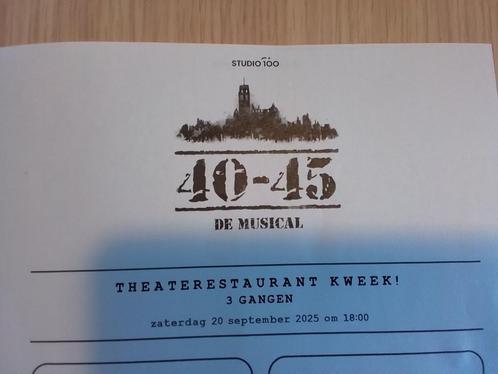 STUDIO 100
40-45
DE MUSICAL
THEATERESTAURANT KWEEK!
3 GANGEN
zaterdag 20 september 2025 om 18:00